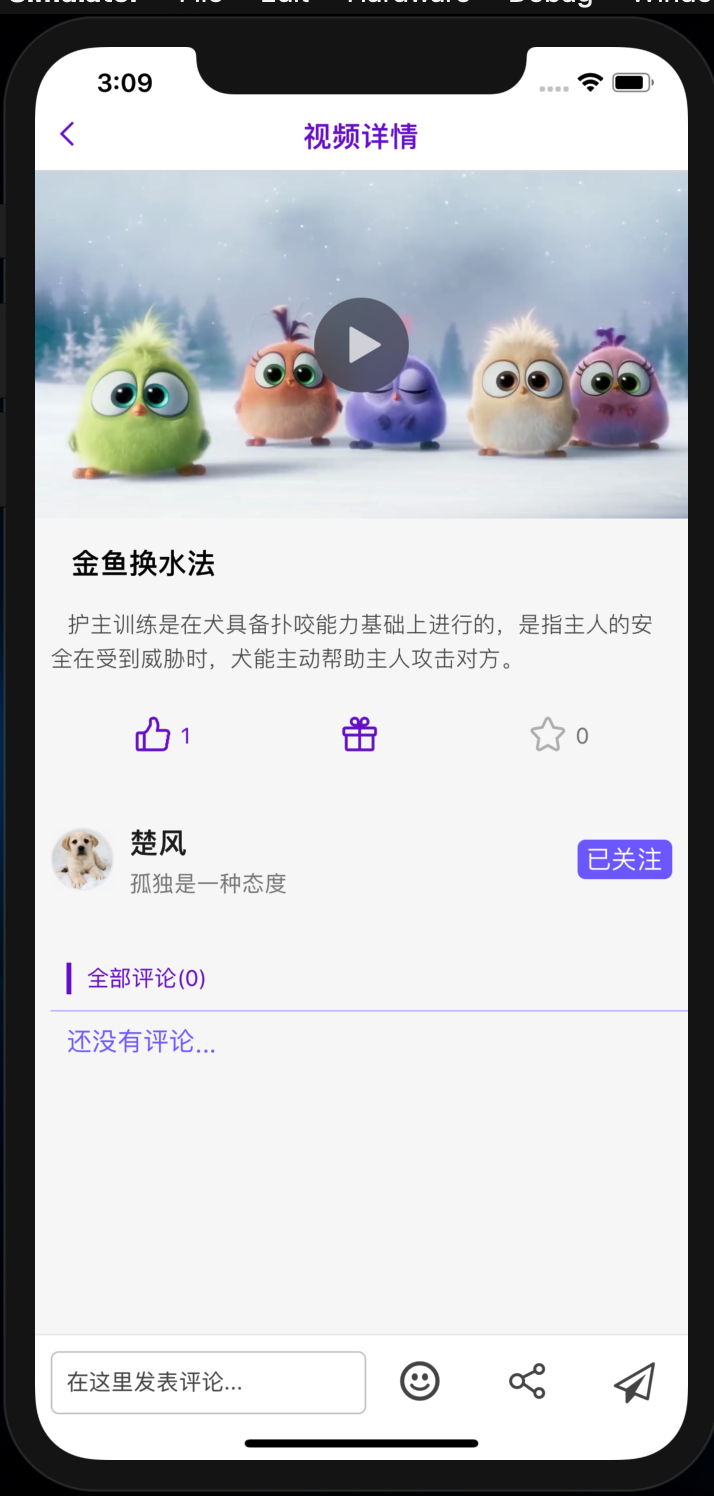 Simulator File Edit Hardware Debug Window
3:09
视频详情
金鱼换水法
护主训练是在犬具备扑咬能力基础上进行的，是指主人的安
全在受到威胁时，犬能主动帮助主人攻击对方。
1
0
楚风
孤独是一种态度
已关注
全部评论(0)
还没有评论...
在这里发表评论...